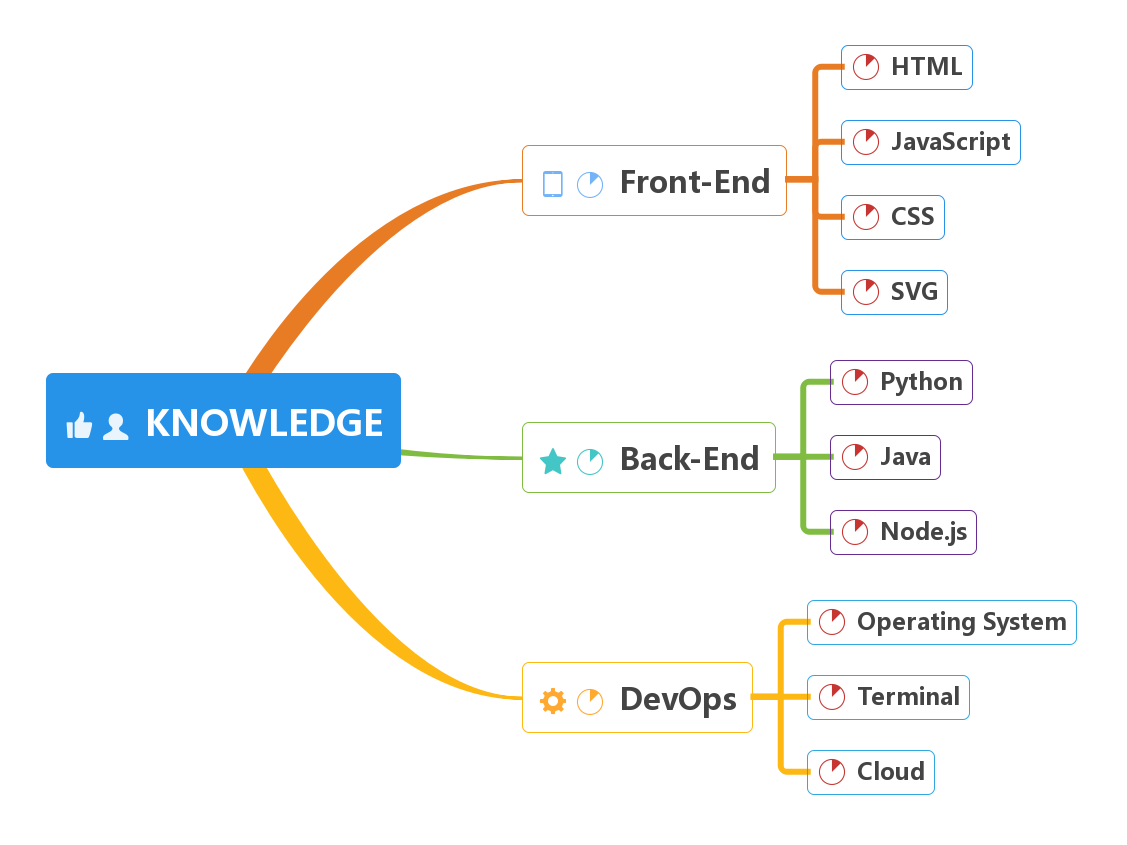 KNOWLEDGE
Front-End
HTML
JavaScript
CSS
SVG
Back-End
Python
Java
Node.js
DevOps
Operating System
Terminal
Cloud